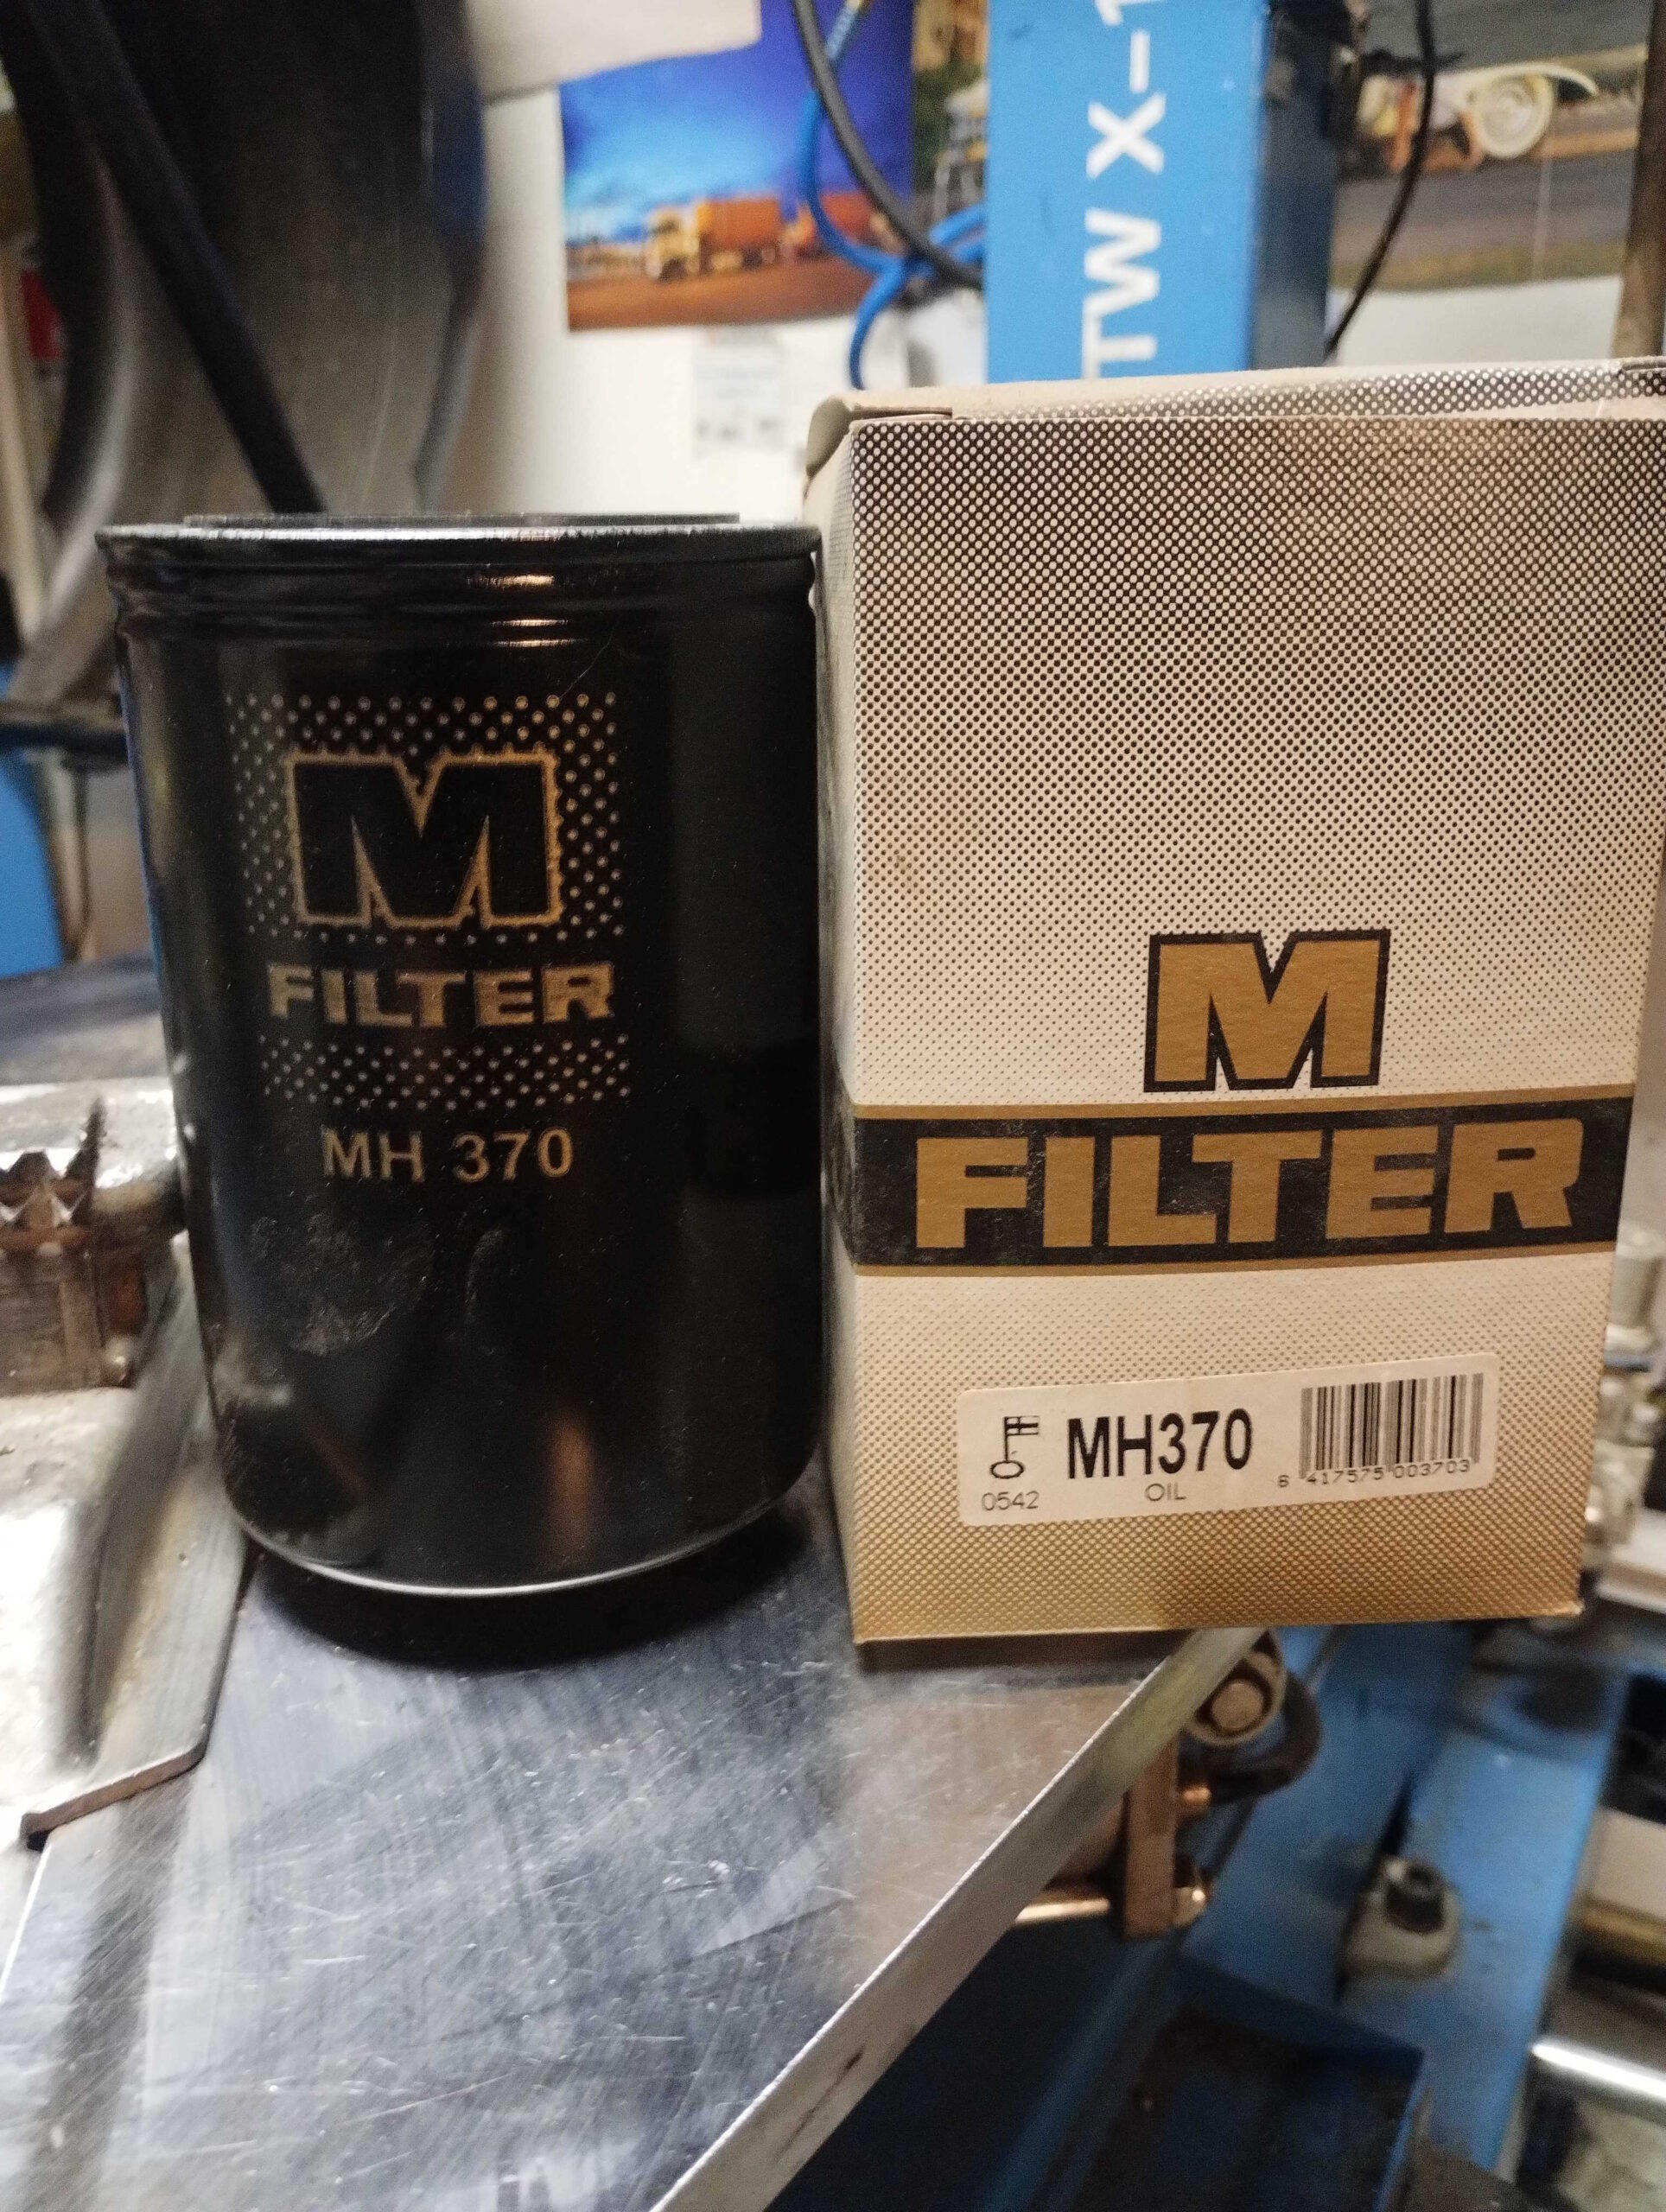 TW X-1
M
FILTER
MH 370
M
FILTER
MH370
OIL
0542
6 417575 003703